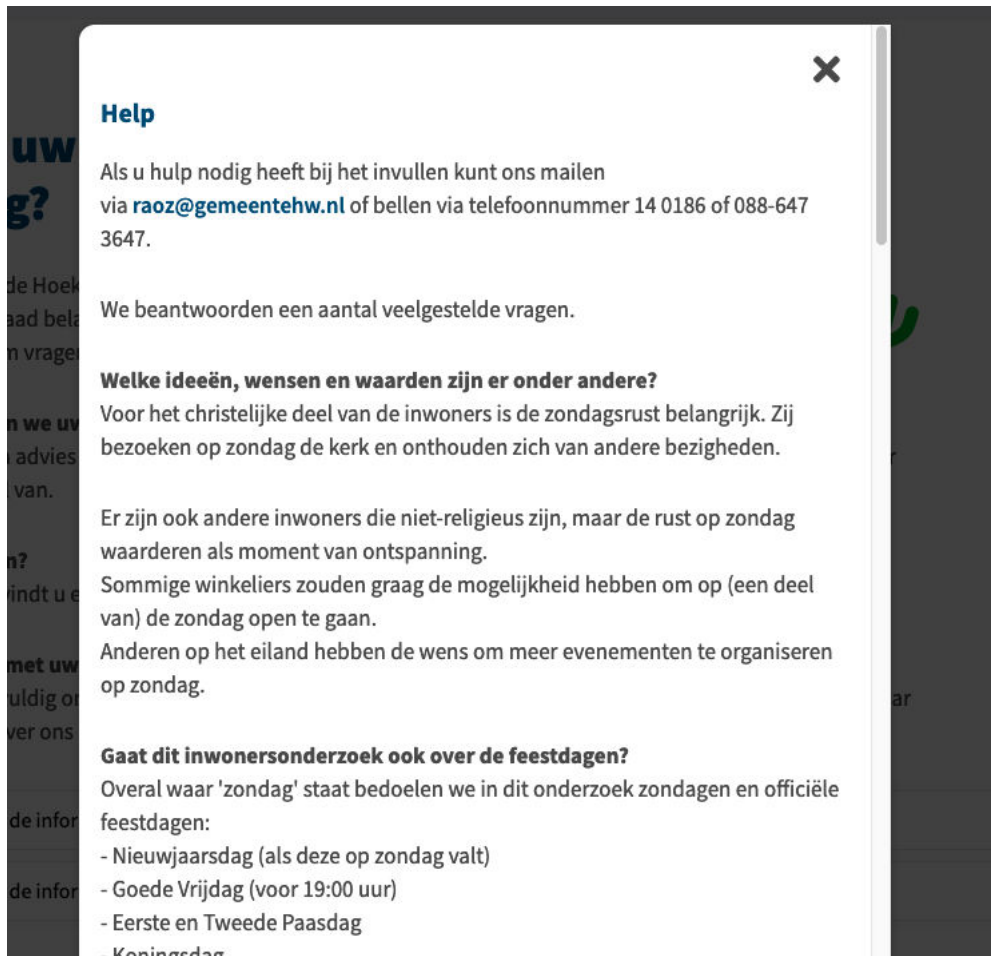 Help
Als u hulp nodig heeft bij het invullen kunt ons mailen
via raoz@gemeentehw.nl of bellen via telefoonnummer 14 0186 of 088-647
3647.
We beantwoorden een aantal veelgestelde vragen.
Welke ideeën, wensen en waarden zijn er onder andere?
Voor het christelijke deel van de inwoners is de zondagsrust belangrijk. Zij
bezoeken op zondag de kerk en onthouden zich van andere bezigheden.
Er zijn ook andere inwoners die niet-religieus zijn, maar de rust op zondag
waarderen als moment van ontspanning.
Sommige winkeliers zouden graag de mogelijkheid hebben om op (een deel
van) de zondag open te gaan.
Anderen op het eiland hebben de wens om meer evenementen te organiseren
op zondag.
Gaat dit inwonersonderzoek ook over de feestdagen?
Overal waar 'zondag' staat bedoelen we in dit onderzoek zondagen en officiële
feestdagen:
- Nieuwjaarsdag (als deze op zondag valt)
- Goede Vrijdag (voor 19:00 uur)
- Eerste en Tweede Paasdag
- Koningsdag
uw
g?
de Hoek
aad bela
n vrage
n we uw
advies
van.
n?
vindt u e
met uw
ar
ver ons
de infor
de infor